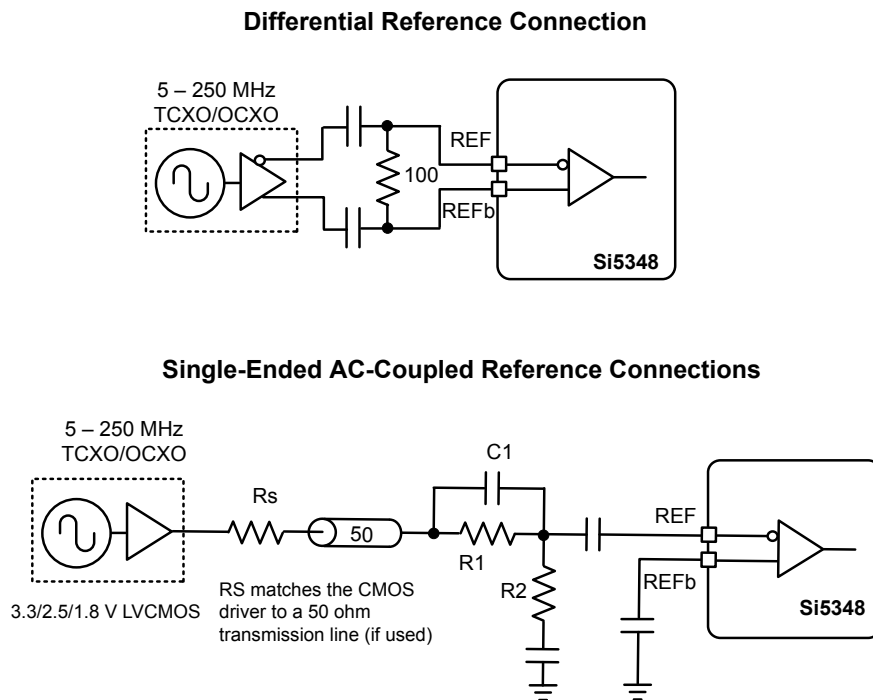 Differential Reference Connection
5 – 250 MHz
TCXO/OCXO
REF
100
REFb
Si5348
Single-Ended AC-Coupled Reference Connections
5 – 250 MHz
TCXO/OCXO
C1
Rs
50
R1
REF
R2
REFb
Si5348
3.3/2.5/1.8 V LVCMOS
RS matches the CMOS
driver to a 50 ohm
transmission line (if used)